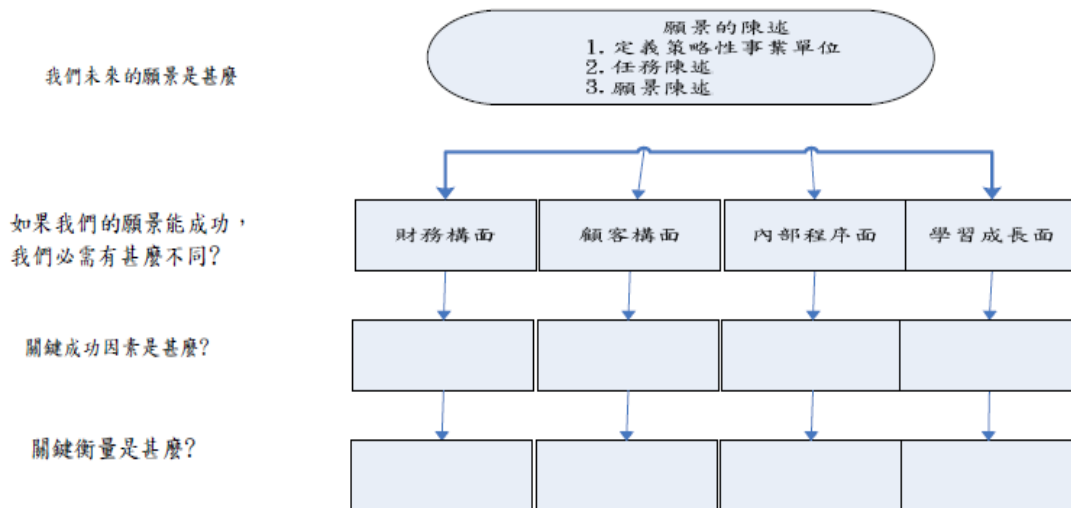 願景的陳述
1. 定義策略性事業單位
2. 任務陳述
3. 願景陳述
我們未來的願景是甚麼
如果我們的願景能成功，
我們必需有甚麼不同?
財務構面
顧客構面
內部程序面
學習成長面
關鍵成功因素是甚麼?
關鍵衡量是甚麼?